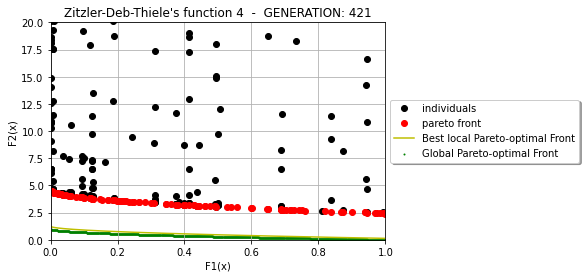 Zitzler-Deb-Thiele's function 4 - GENERATION: 421
20.0
17.5
15.0
12.5
10.0
7.5
5.0
2.5
0.0
F2(x)
0.0 0.2 0.4 0.6 0.8 1.0
F1(x)
individuals
pareto front
Best local Pareto-optimal Front
Global Pareto-optimal Front